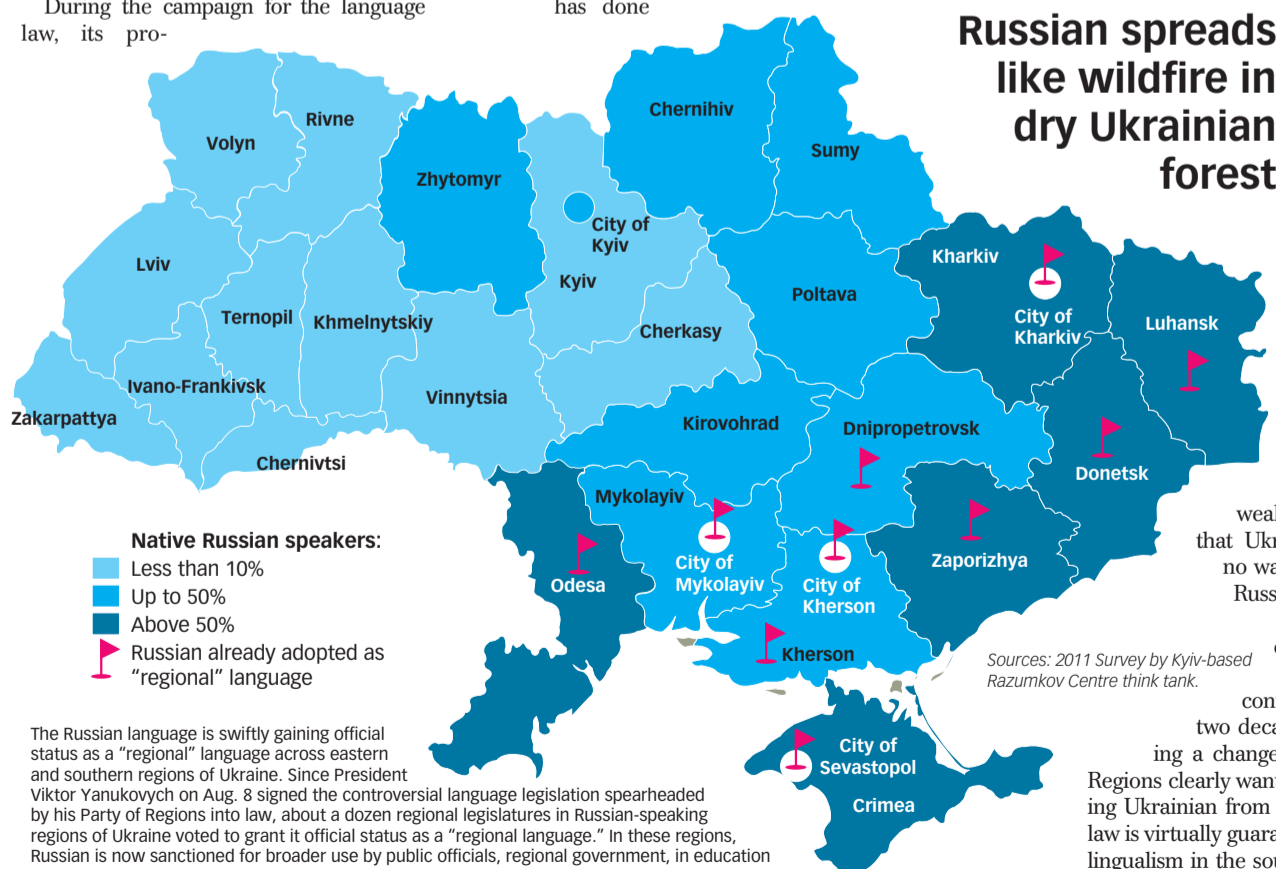 During the campaign for the language
law, its pro-
has done
Russian spreads
like wildfire in
dry Ukrainian
forest
Volyn
Rivne
Zhytomyr
Chernihiv
Sumy
City of
Kyiv
Kyiv
Lviv
Ternopil
Khmelnytskiy
Cherkasy
Poltava
Kharkiv
City of
Kharkiv
Luhansk
Ivano-Frankivsk
Zakarpattya
Vinnytsia
Chernivtsi
Kirovohrad
Dnipropetrovsk
Donetsk
Mykolayiv
City of
Mykolayiv
City of
Kherson
Zaporizhya
Odesa
Kherson
City of
Sevastopol
Crimea
Native Russian speakers:
Less than 10%
Up to 50%
Above 50%
Russian already adopted as
“regional” language
Sources: 2011 Survey by Kyiv-based
Razumkov Centre think tank.
The Russian language is swiftly gaining official
status as a “regional” language across eastern
and southern regions of Ukraine. Since President
Viktor Yanukovych on Aug. 8 signed the controversial language legislation spearheaded
by his Party of Regions into law, about a dozen regional legislatures in Russian-speaking
regions of Ukraine voted to grant it official status as a “regional language.” In these regions,
Russian is now sanctioned for broader use by public officials, regional government, in education
that
no
two
ing a change
Regions clearly
ing Ukrainian from
law is virtually
lingualism in the